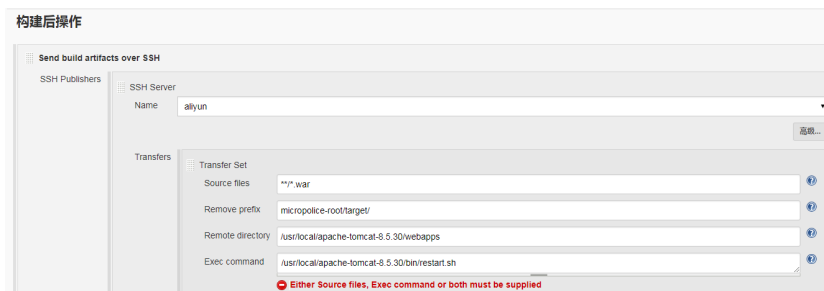 构建后操作
Send build artifacts over SSH
SSH Publishers
SSH Server
Name aliyun
高级...
Transfers
Transfer Set
Source files **/*.war
Remove prefix micropolice-root/target/
Remote directory /usr/local/apache-tomcat-8.5.30/webapps
Exec command /usr/local/apache-tomcat-8.5.30/bin/restart.sh
Either Source files, Exec command or both must be supplied